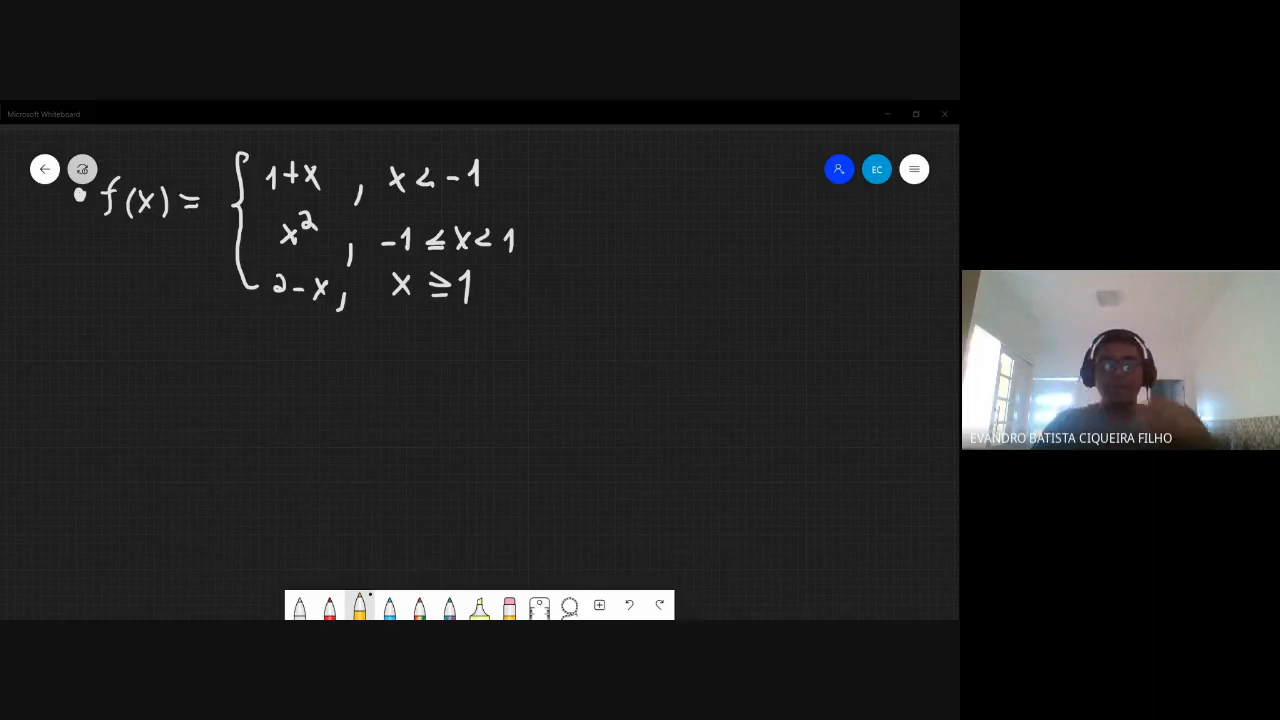 Microsoft Whiteboard
EC
• f(x) = { 1+x , x < -1
x² , -1 ≤ x < 1
2-x, x ≥ 1
EVANDRO BATISTA CIQUEIRA FILHO